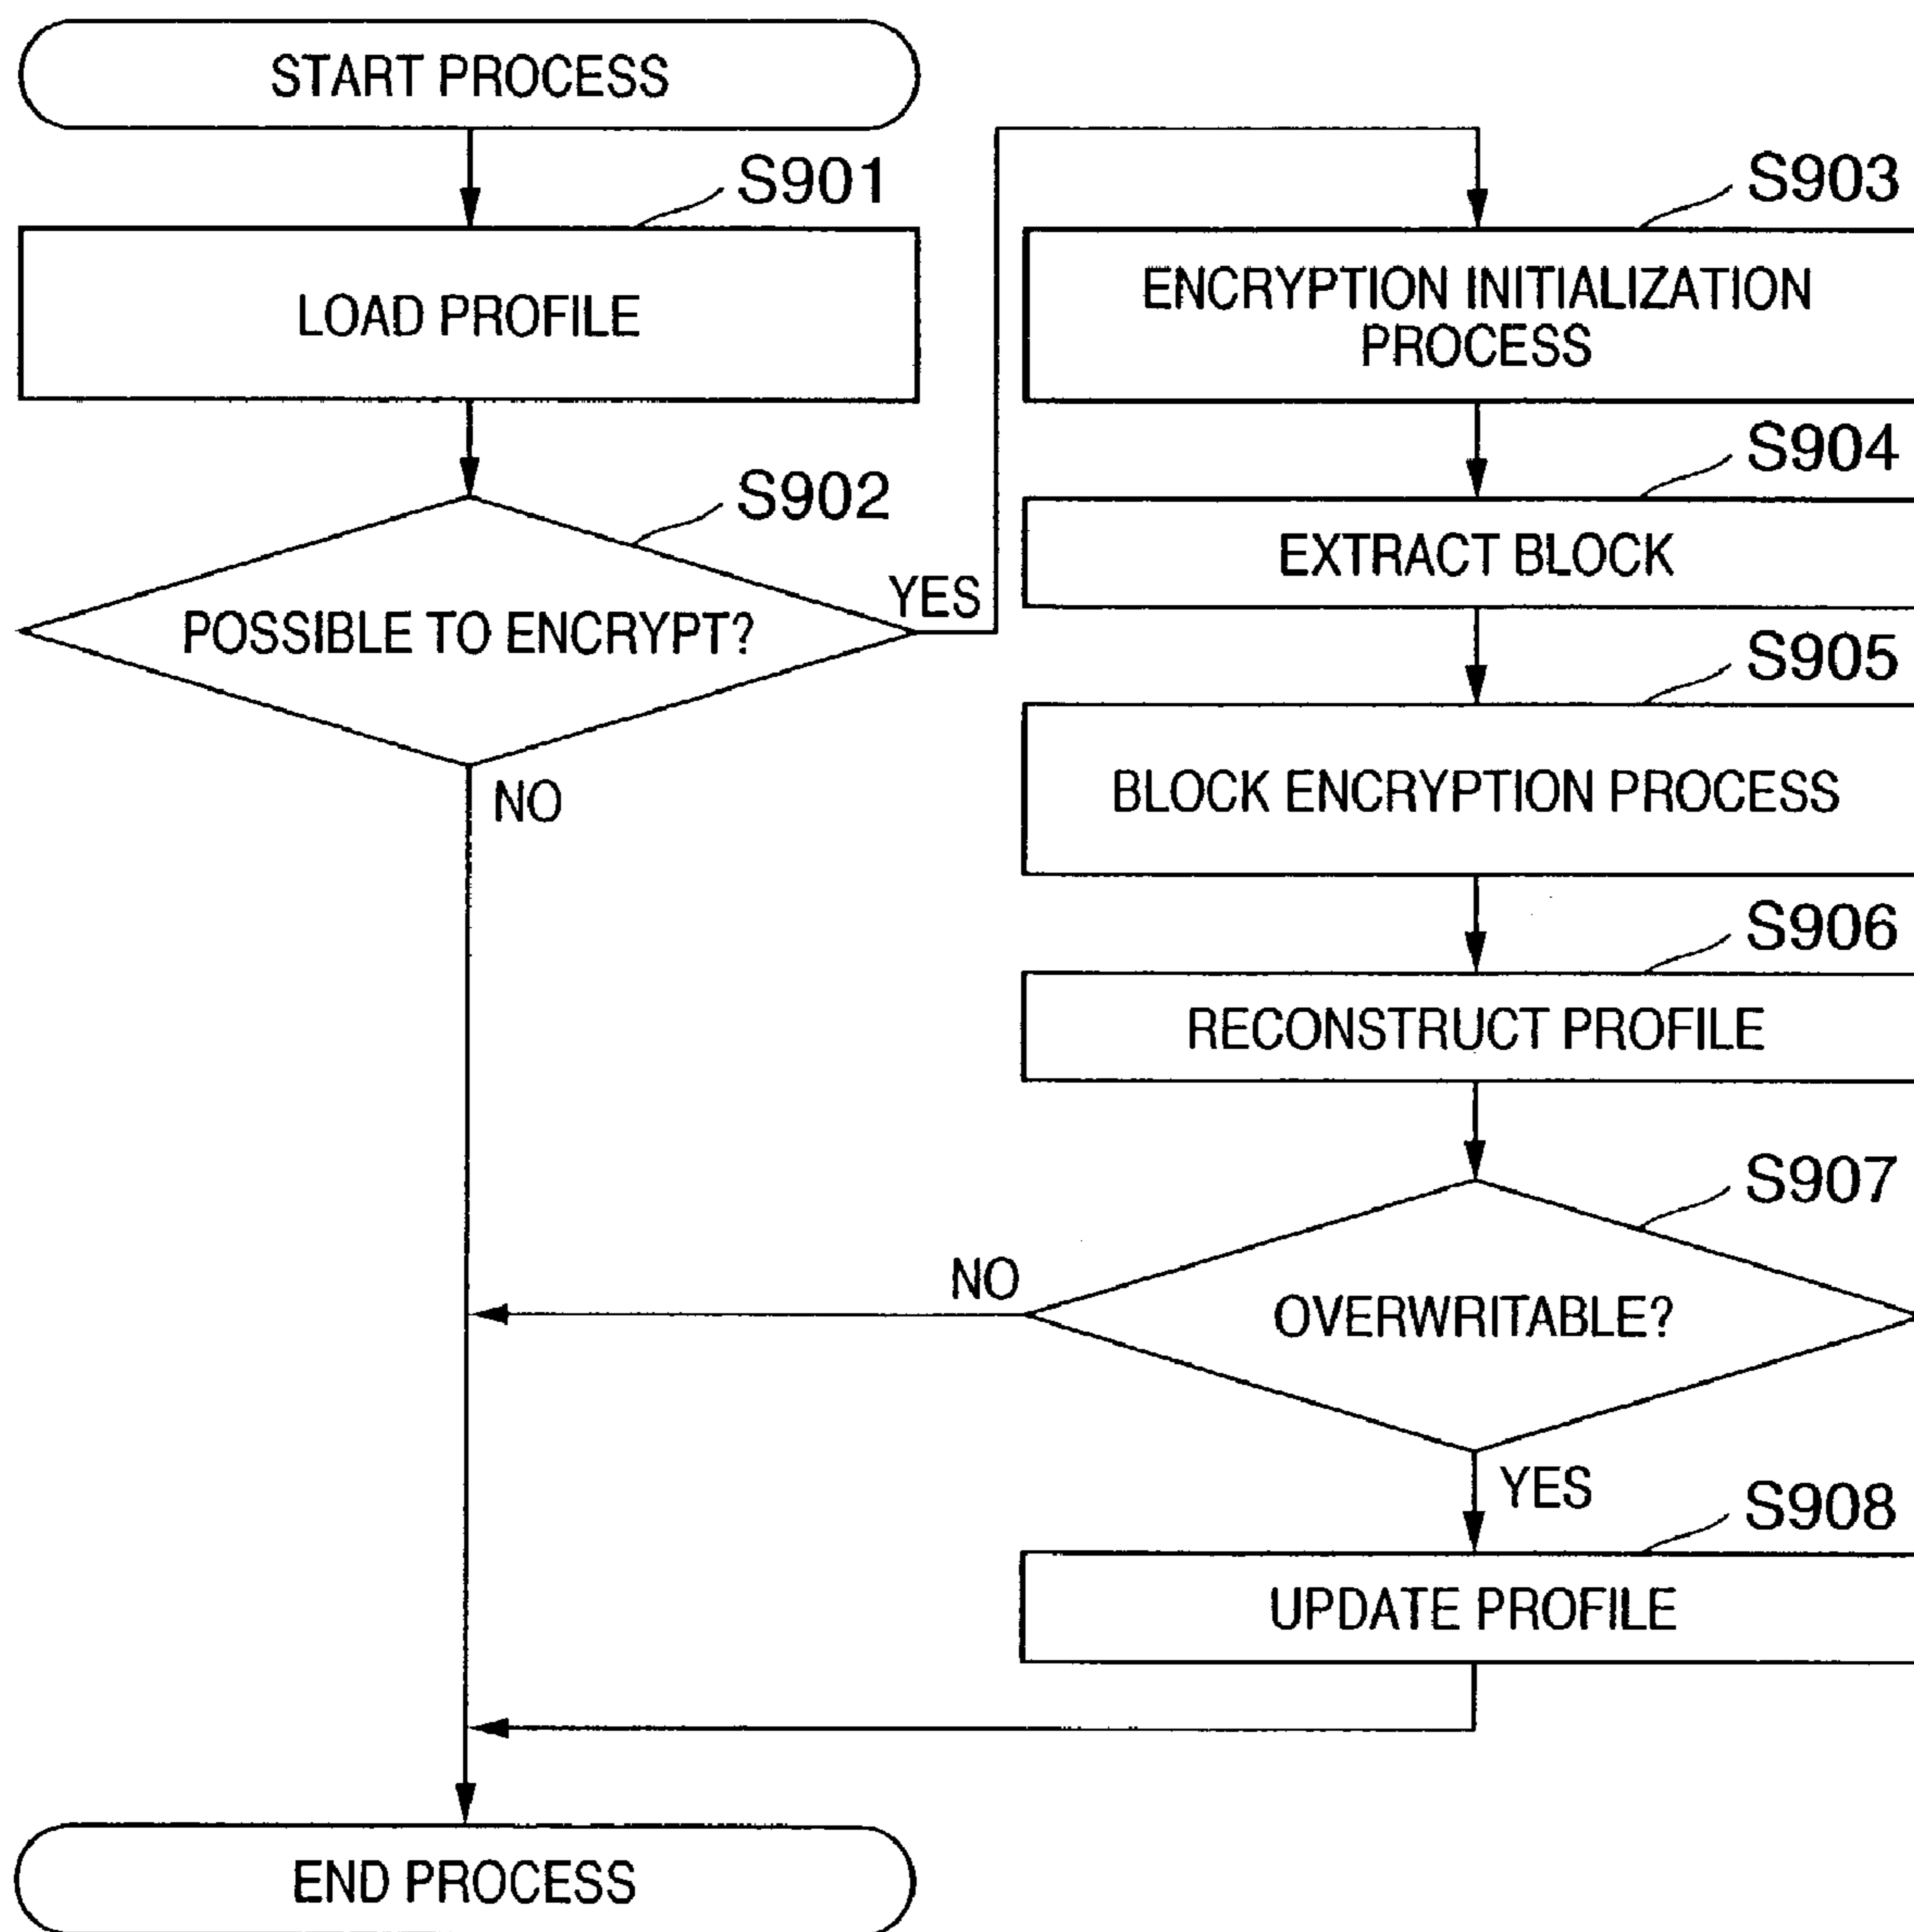 START PROCESS
S901
LOAD PROFILE
S902
POSSIBLE TO ENCRYPT?
YES
NO
S903
ENCRYPTION INITIALIZATION
PROCESS
S904
EXTRACT BLOCK
S905
BLOCK ENCRYPTION PROCESS
S906
RECONSTRUCT PROFILE
S907
OVERWRITABLE?
NO
YES
S908
UPDATE PROFILE
END PROCESS